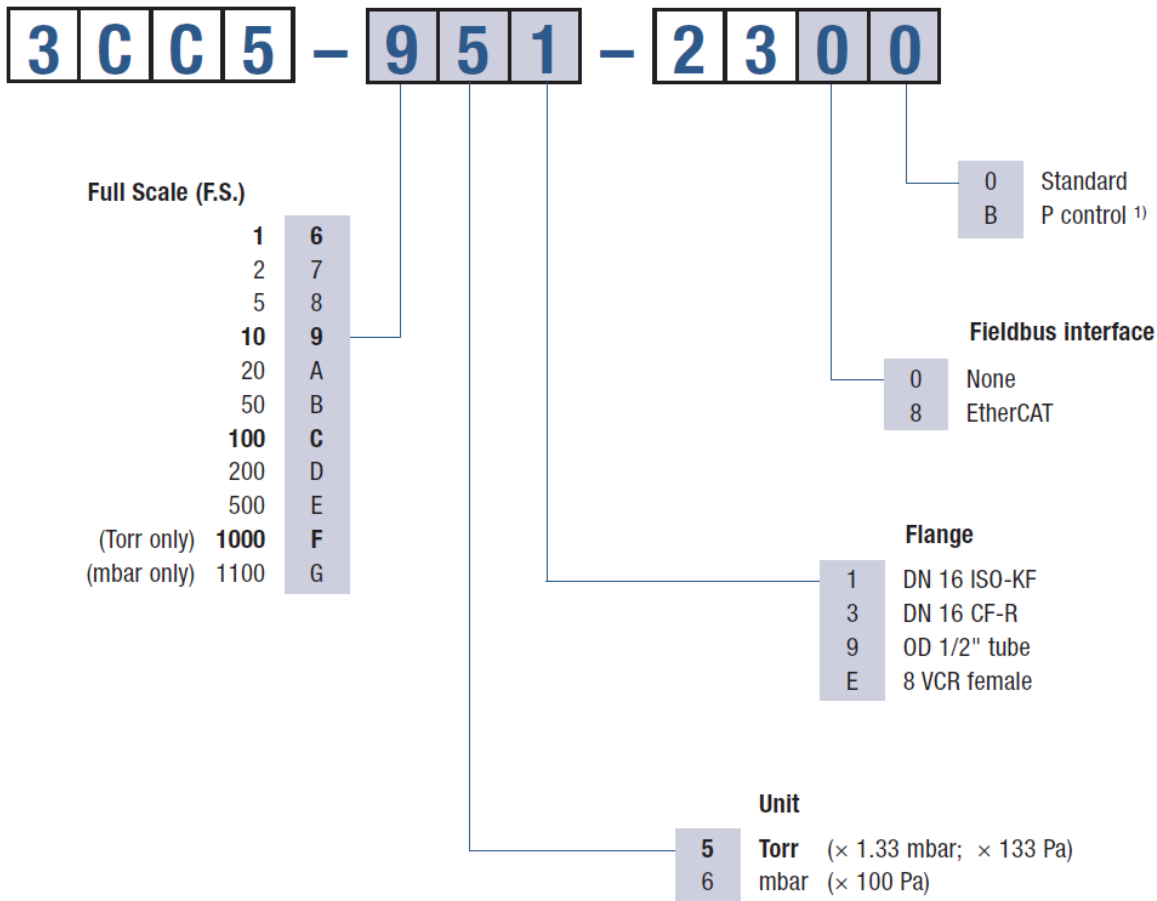 3CC5 – 951 – 2300
0 Standard
B P control 1)
Full Scale (F.S.)
1 6
2 7
5 8
10 9
20 A
50 B
100 C
200 D
500 E
(Torr only) 1000 F
(mbar only) 1100 G
Fieldbus interface
0 None
8 EtherCAT
Flange
1 DN 16 ISO-KF
3 DN 16 CF-R
9 OD 1/2" tube
E 8 VCR female
Unit
5 Torr (× 1.33 mbar; × 133 Pa)
6 mbar (× 100 Pa)